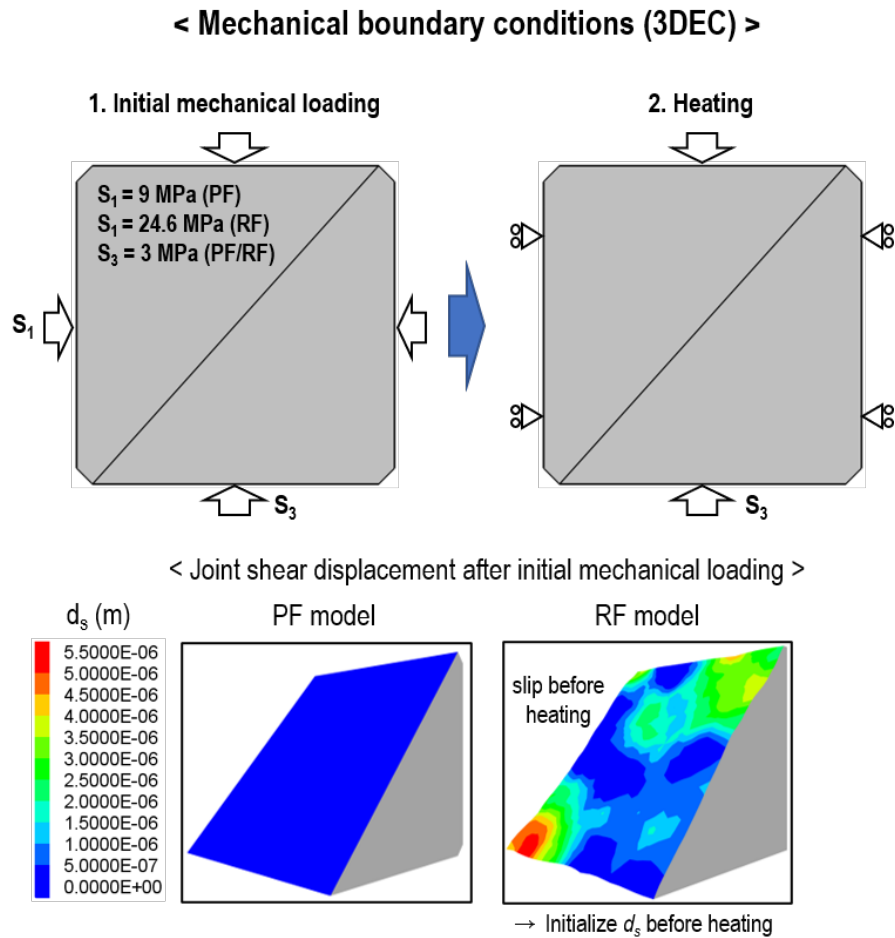 < Mechanical boundary conditions (3DEC) >
1. Initial mechanical loading
2. Heating
S₁ = 9 MPa (PF)
S₁ = 24.6 MPa (RF)
S₃ = 3 MPa (PF/RF)
S₁
S₃
S₃
< Joint shear displacement after initial mechanical loading >
dₛ (m)
PF model
RF model
5.5000E-06
5.0000E-06
4.5000E-06
4.0000E-06
3.5000E-06
3.0000E-06
2.5000E-06
2.0000E-06
1.5000E-06
1.0000E-06
5.0000E-07
0.0000E+00
slip before
heating
→ Initialize dₛ before heating